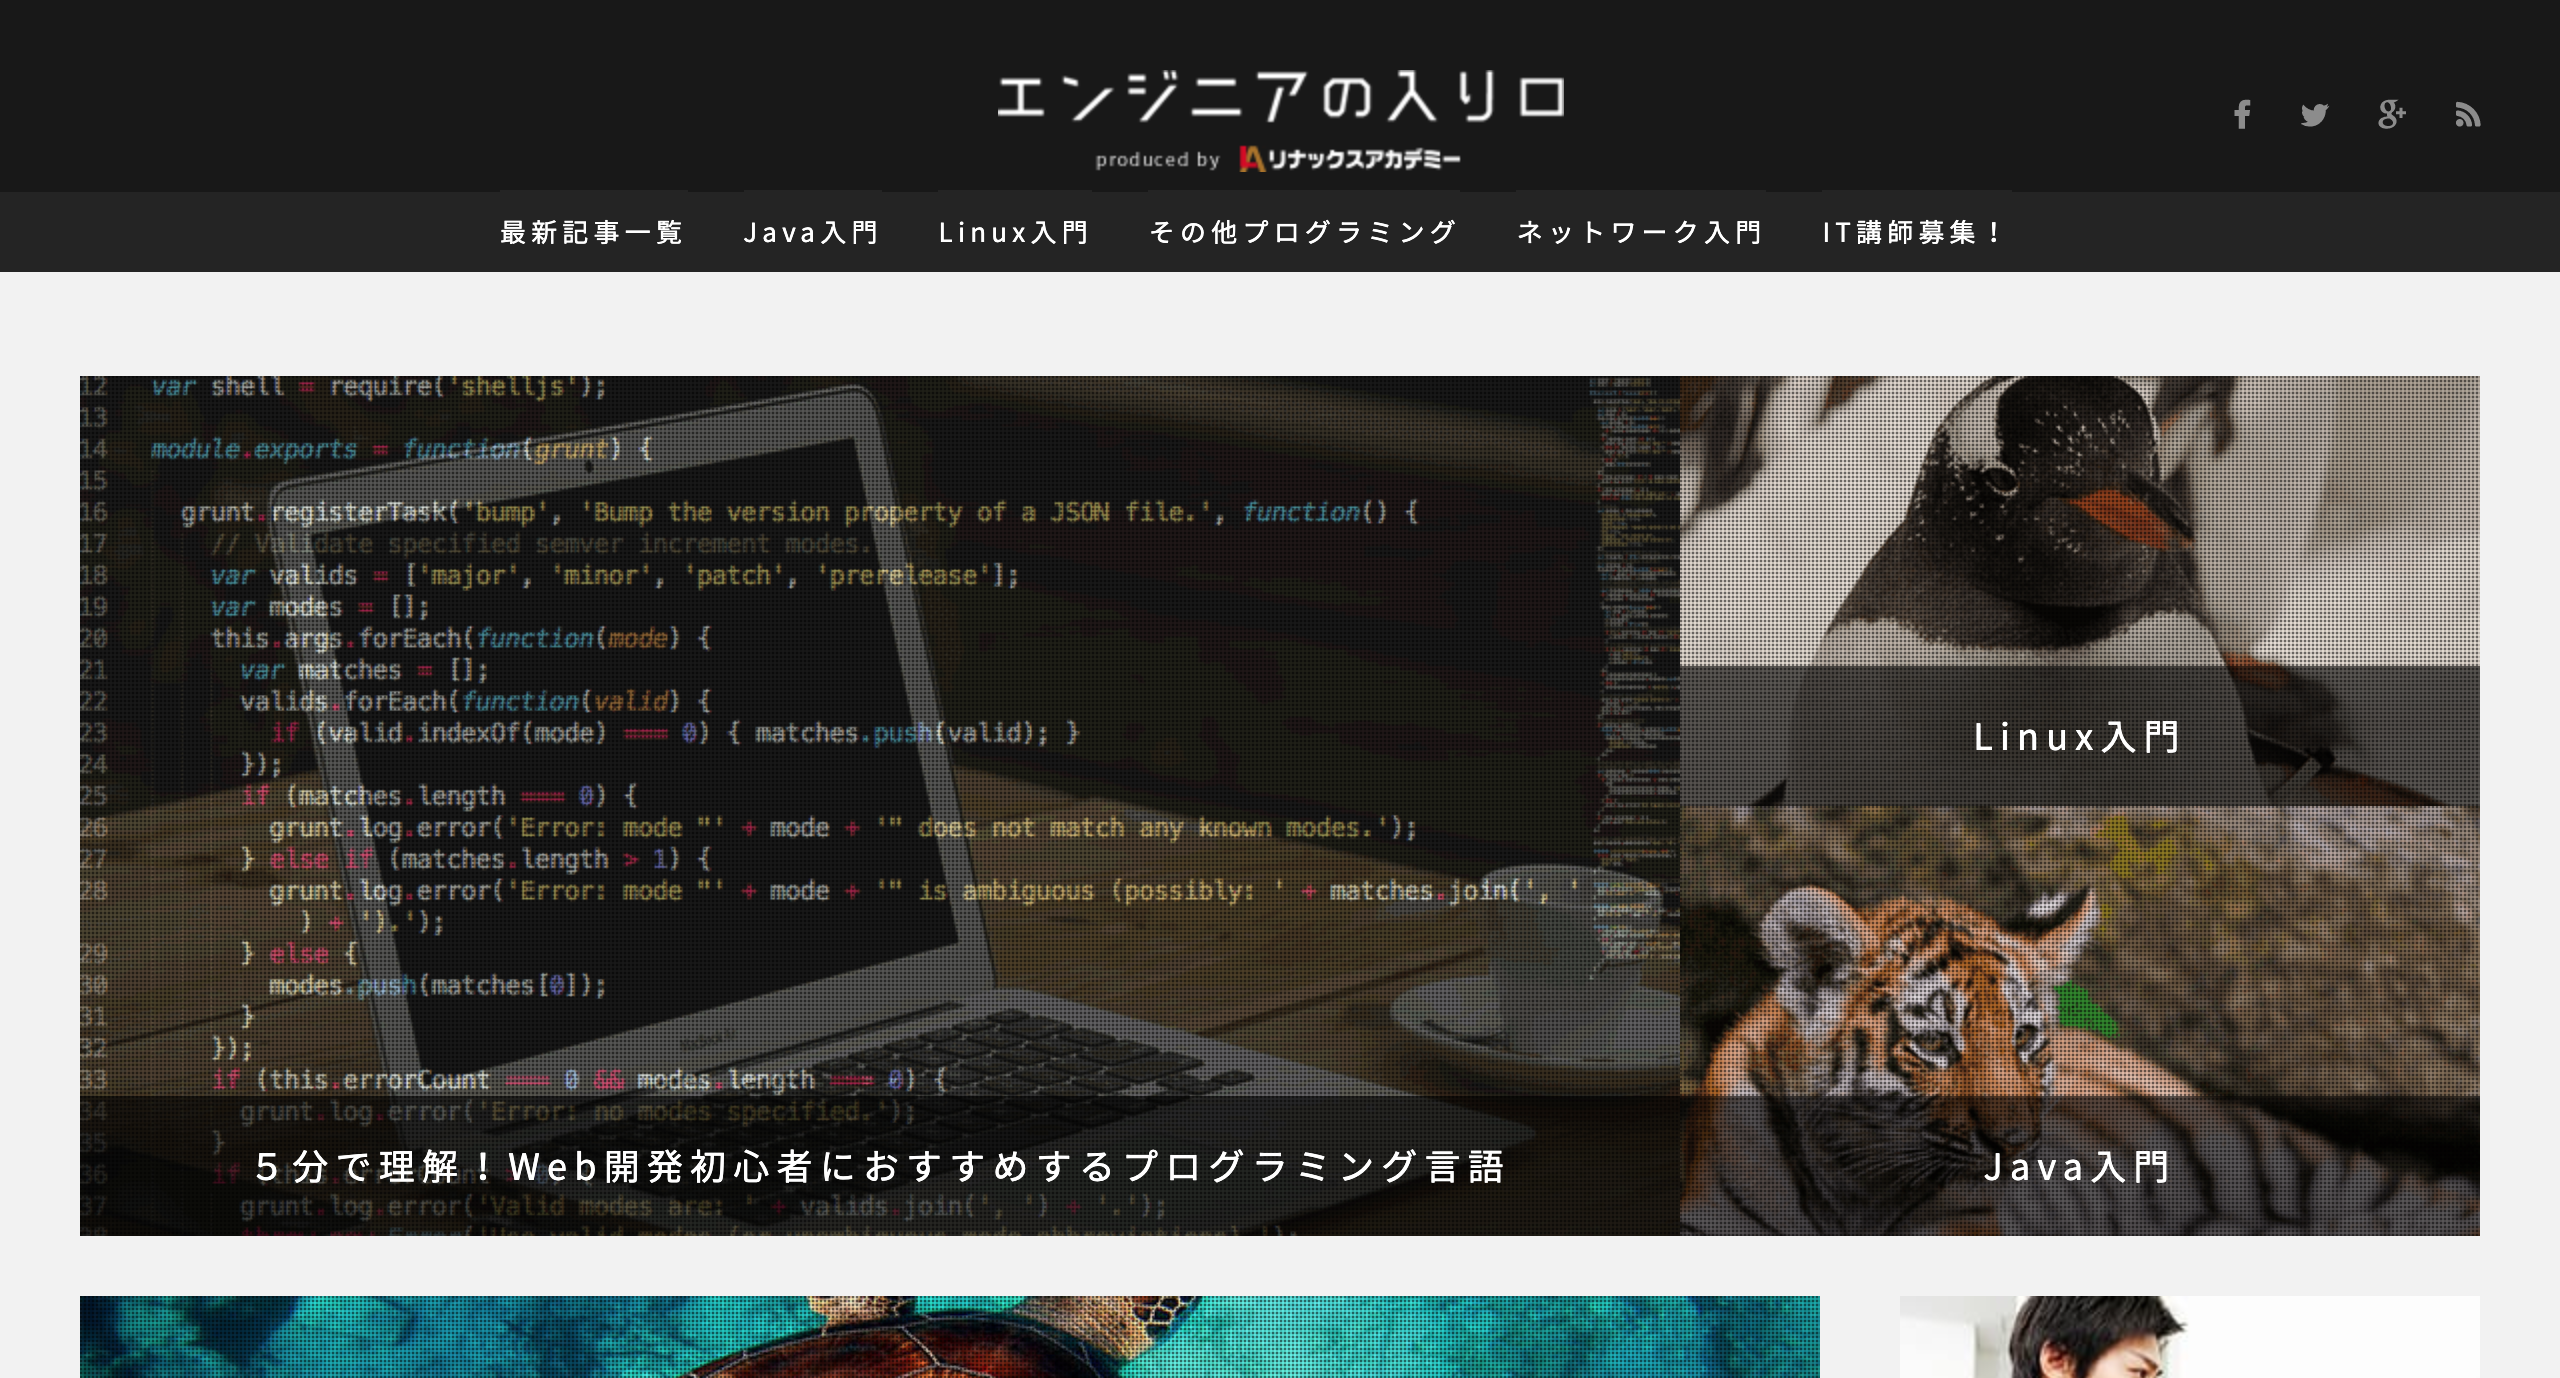 エンジニアの入り口
produced by リナックスアカデミー
最新記事一覧 Java入門 Linux入門 その他プログラミング ネットワーク入門 IT講師募集！
12 var shell = require('shelljs');
13
14 module.exports = function(grunt) {
15
16 grunt.registerTask('bump', 'Bump the version property of a JSON file.', function() {
17 // Validate specified semver increment modes.
18 var valids = ['major', 'minor', 'patch', 'prerelease'];
19 var modes = [];
20 this.args.forEach(function(mode) {
21 var matches = [];
22 valids.forEach(function(valid) {
23 if (valid.indexOf(mode) === 0) { matches.push(valid); }
24 });
25 if (matches.length === 0) {
26 grunt.log.error('Error: mode "' + mode + '" does not match any known modes.');
27 } else if (matches.length > 1) {
28 grunt.log.error('Error: mode "' + mode + '" is ambiguous (possibly: ' + matches.join(', '
) + ').');
29 } else {
30 modes.push(matches[0]);
31 }
32 });
33 if (this.errorCount === 0 && modes.length === 0) {
34 grunt.log.error('Error: no modes specified.');
35 }
36 if
37 grunt.log.error('Valid modes are: ' + valids.join(', ') + '.');
５分で理解！Web開発初心者におすすめするプログラミング言語
Linux入門
Java入門